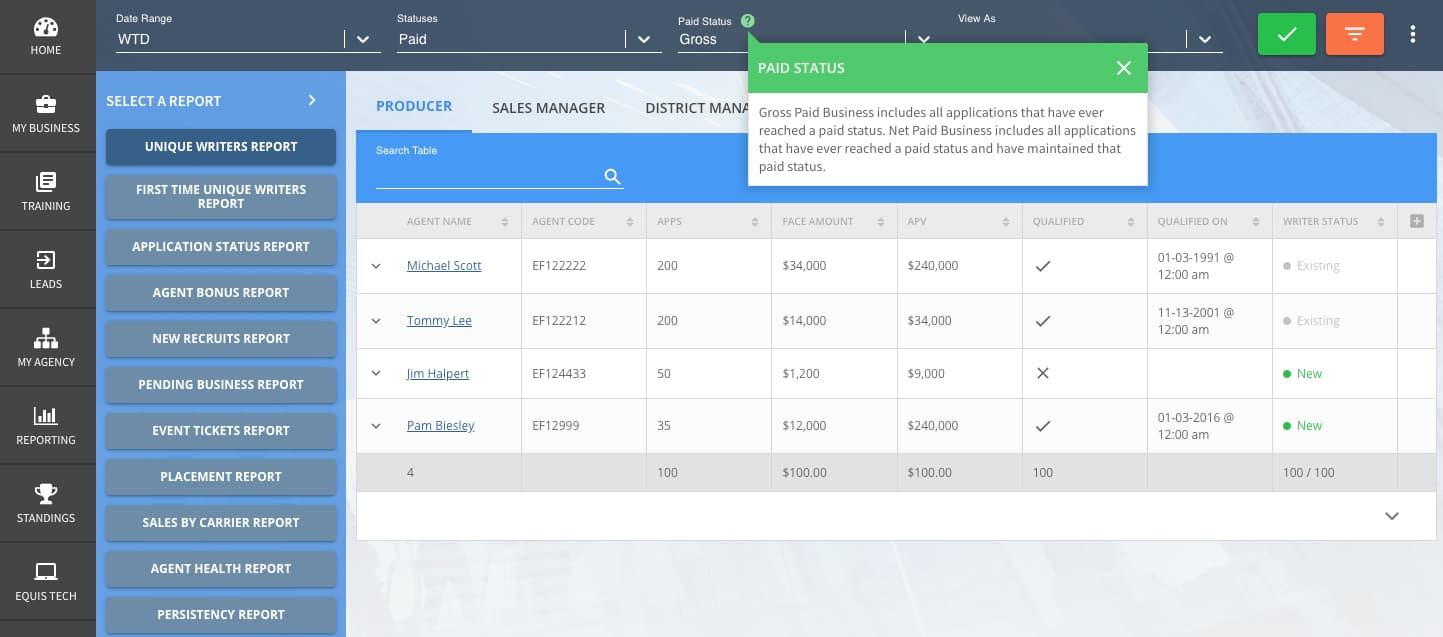 HOME
MY BUSINESS
TRAINING
LEADS
MY AGENCY
REPORTING
STANDINGS
EQUIS TECH
Date Range
WTD
Statuses
Paid
Paid Status ?
Gross
View As
SELECT A REPORT
UNIQUE WRITERS REPORT
FIRST TIME UNIQUE WRITERS
REPORT
APPLICATION STATUS REPORT
AGENT BONUS REPORT
NEW RECRUITS REPORT
PENDING BUSINESS REPORT
EVENT TICKETS REPORT
PLACEMENT REPORT
SALES BY CARRIER REPORT
AGENT HEALTH REPORT
PERSISTENCY REPORT
PAID STATUS
Gross Paid Business includes all applications that have ever
reached a paid status. Net Paid Business includes all applications
that have ever reached a paid status and have maintained that
paid status.
PRODUCER SALES MANAGER DISTRICT MANA
Search Table
AGENT NAME AGENT CODE APPS FACE AMOUNT APV QUALIFIED QUALIFIED ON WRITER STATUS
Michael Scott EF122222 200 $34,000 $240,000 01-03-1991 @
12:00 am Existing
Tommy Lee EF122212 200 $14,000 $34,000 11-13-2001 @
12:00 am Existing
Jim Halpert EF124433 50 $1,200 $9,000 New
Pam Biesley EF12999 35 $12,000 $240,000 01-03-2016 @
12:00 am New
4 100 $100.00 $100.00 100 100 / 100